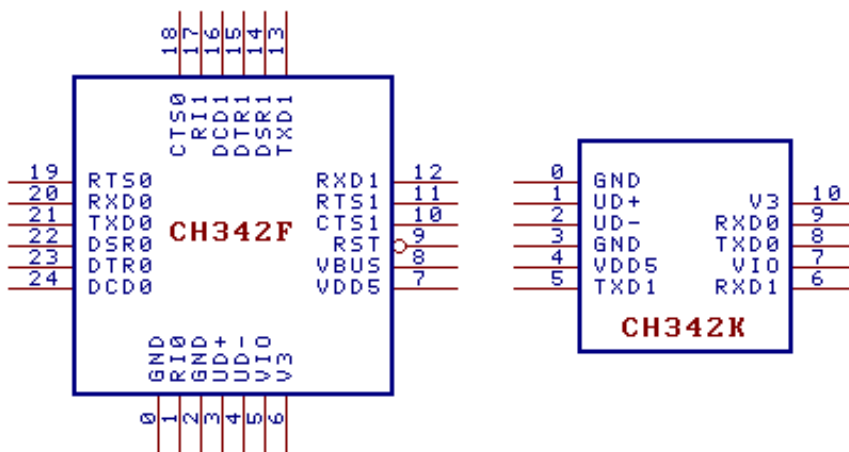 18 17 16 15 14 13
CTS0 RI1 DCD1 DTR1 DSR1 TXD1
19 RTS0 RXD1 12
20 RXD0 RTS1 11
21 TXD0 CTS1 10
22 DSR0 RST 9
23 DTR0 VBUS 8
24 DCD0 VDD5 7
CH342F
GND RI0 GND UD+ UD- VIO V3
0 1 2 3 4 5 6
0 GND
1 UD+ V3 10
2 UD- RXD0 9
3 GND TXD0 8
4 VDD5 VIO 7
5 TXD1 RXD1 6
CH342K